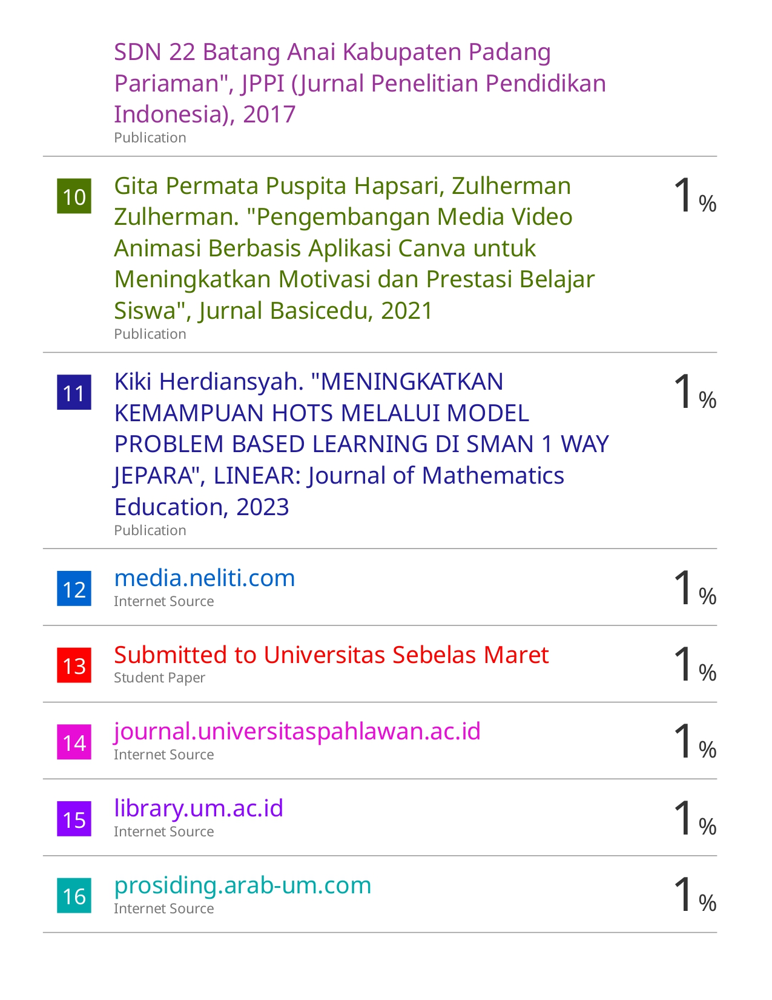 SDN 22 Batang Anai Kabupaten Padang
Pariaman", JPPI (Jurnal Penelitian Pendidikan
Indonesia), 2017
Publication
10
Gita Permata Puspita Hapsari, Zulherman
Zulherman. "Pengembangan Media Video
Animasi Berbasis Aplikasi Canva untuk
Meningkatkan Motivasi dan Prestasi Belajar
Siswa", Jurnal Basicedu, 2021
Publication
1%
11
Kiki Herdiansyah. "MENINGKATKAN
KEMAMPUAN HOTS MELALUI MODEL
PROBLEM BASED LEARNING DI SMAN 1 WAY
JEPARA", LINEAR: Journal of Mathematics
Education, 2023
Publication
1%
12
media.neliti.com
Internet Source
1%
13
Submitted to Universitas Sebelas Maret
Student Paper
1%
14
journal.universitaspahlawan.ac.id
Internet Source
1%
15
library.um.ac.id
Internet Source
1%
16
prosiding.arab-um.com
Internet Source
1%